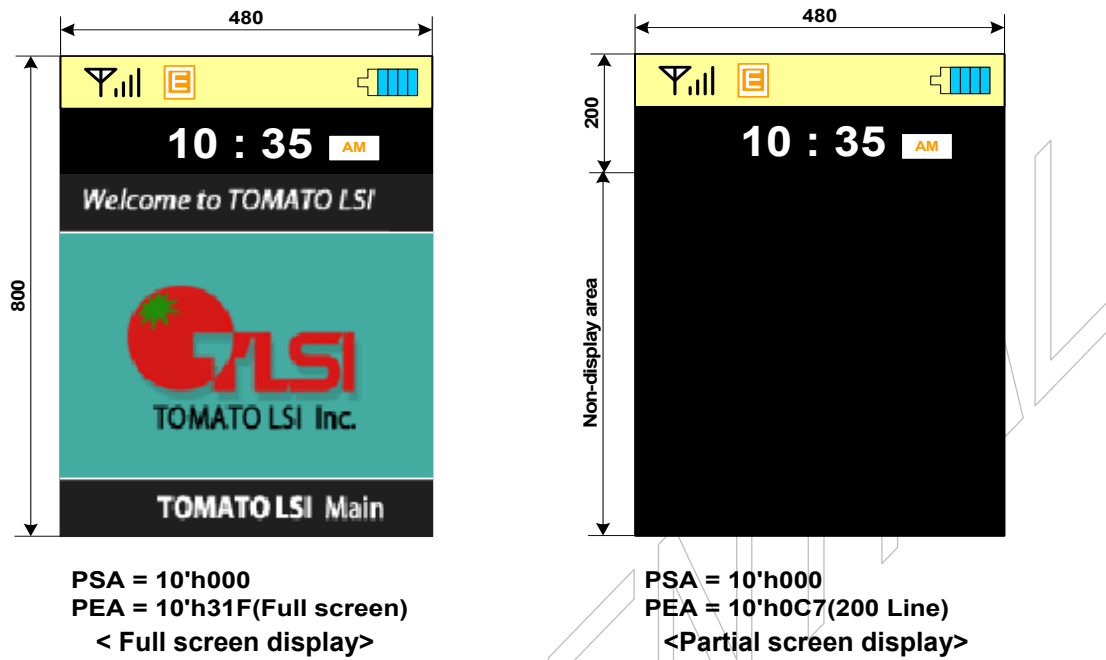 480
800
E
10 : 35 AM
Welcome to TOMATO LSI
LSI
TOMATO LSI Inc.
TOMATO LSI Main
PSA = 10'h000
PEA = 10'h31F(Full screen)
< Full screen display>
480
200
Non-display area
E
10 : 35 AM
PSA = 10'h000
PEA = 10'h0C7(200 Line)
<Partial screen display>